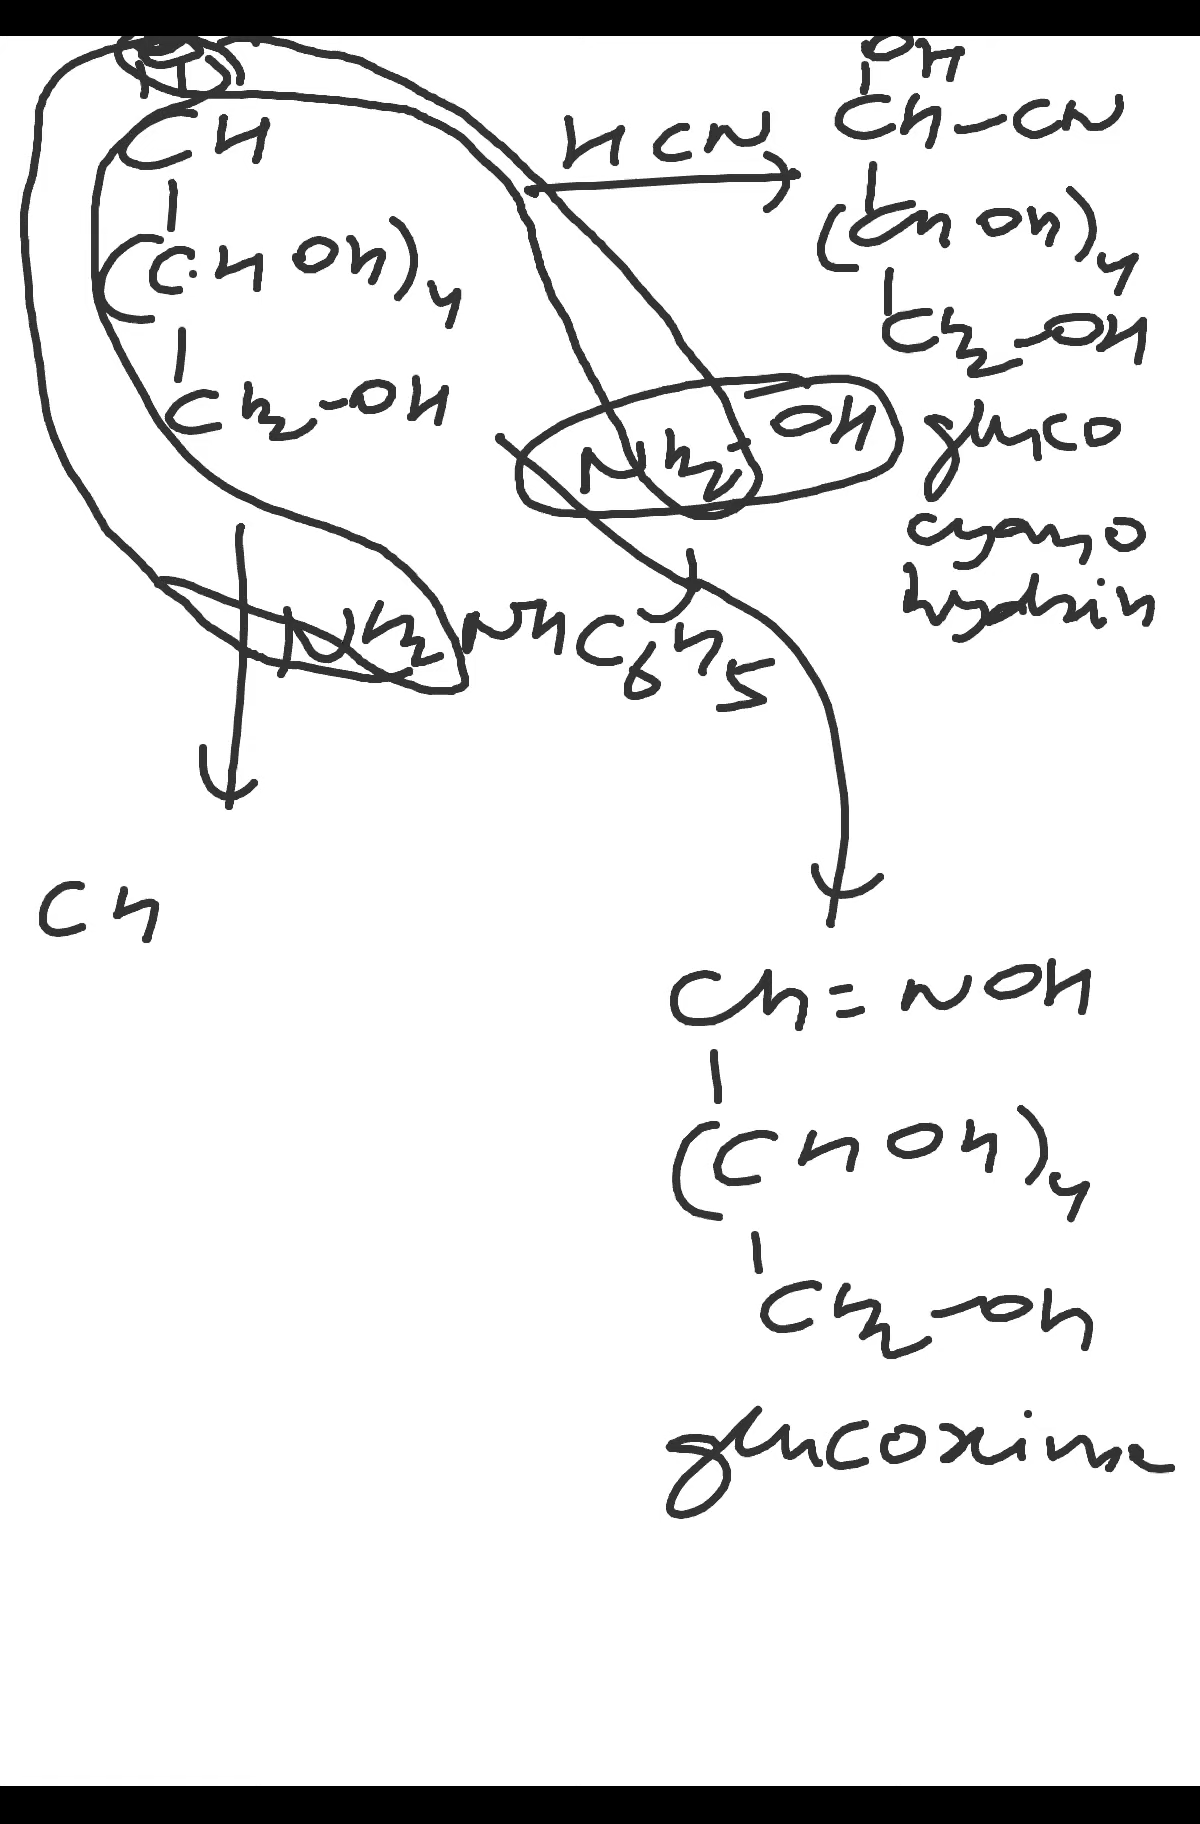 OH
CH
HCN
CH-CN
(CHOH)4
(CHOH)4
CH2-OH
CH2-OH
NH2-OH
gluco
cyano
hydrin
NH2NHC6H5
CH
CH=NOH
(CHOH)4
CH2-OH
glucoxime